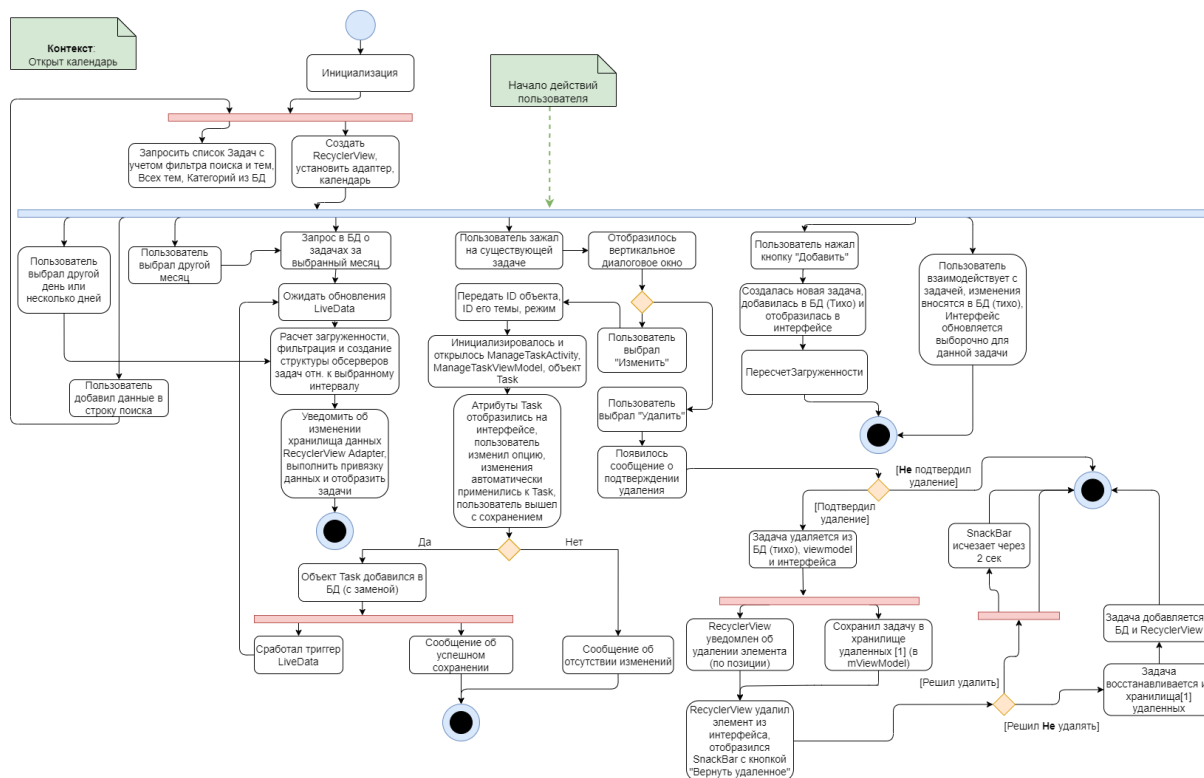 Контекст:
Открыт календарь
Инициализация
Начало действий
пользователя
Запросить список Задач с
учетом фильтра поиска и тем,
Всех тем, Категорий из БД
Создать
RecyclerView,
установить адаптер,
календарь
Пользователь
выбрал другой
день или
несколько дней
Пользователь
выбрал другой
месяц
Запрос в БД о
задачах за
выбранный месяц
Пользователь зажал
на существующей
задаче
Отобразилось
вертикальное
диалоговое окно
Пользователь нажал
кнопку "Добавить"
Пользователь
взаимодействует с
задачей, изменения
вносятся в БД (тихо),
Интерфейс
обновляется
выборочно для
данной задачи
Ожидать обновления
LiveData
Передать ID объекта,
ID его темы, режим
Создалась новая задача,
добавилась в БД (Тихо) и
отобразилась в
интерфейсе
Расчет загруженности,
фильтрация и создание
структуры обсерверов
задач отн. к выбранному
интервалу
Инициализировалось и
открылось ManageTaskActivity,
ManageTaskViewModel, объект
Task
Пользователь
выбрал
"Изменить"
ПересчетЗагруженности
Пользователь
добавил данные в
строку поиска
Пользователь
выбрал "Удалить"
Уведомить об
изменении
хранилища данных
RecyclerView Adapter,
выполнить привязку
данных и отобразить
задачи
Атрибуты Task
отобразились на
интерфейсе,
пользователь
изменил опцию,
изменения
автоматически
применились к Task,
пользователь вышел
с сохранением
Появилось
сообщение о
подтверждении
удаления
[Не подтвердил
удаление]
[Подтвердил
удаление]
Да
Нет
Задача удаляется из
БД (тихо), viewmodel
и интерфейса
SnackBar
исчезает через
2 сек
Объект Task добавился в
БД (с заменой)
Сработал триггер
LiveData
Сообщение об
успешном
сохранении
Сообщение об
отсутствии изменений
RecyclerView
уведомлен об
удалении элемента
(по позиции)
Сохранил задачу в
хранилище
удаленных [1] (в
mViewModel)
Задача добавляется
БД и RecyclerView
[Решил удалить]
Задача
восстанавливается и
хранилища[1]
удаленных
[Решил Не удалять]
RecyclerView удалил
элемент из
интерфейса,
отобразился
SnackBar с кнопкой
"Вернуть удаленное"